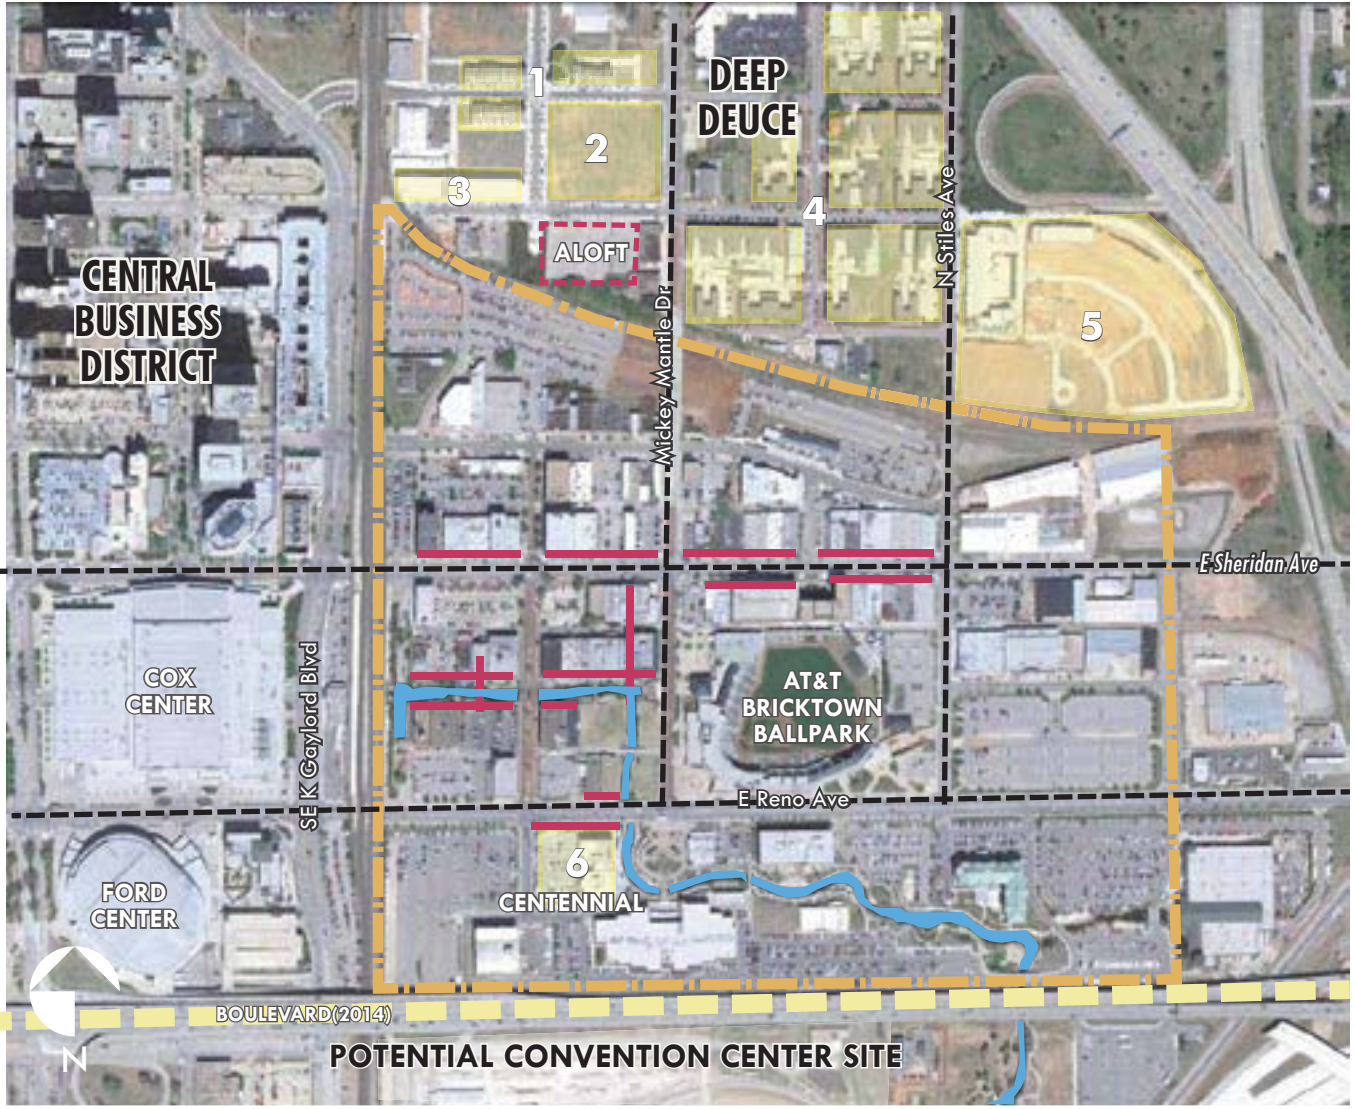 1
DEEP
DEUCE
2
3
4
N Stiles Ave
ALOFT
CENTRAL
BUSINESS
DISTRICT
5
Mickey Mantle Dr
E Sheridan Ave
COX
CENTER
SE K Gaylord Blvd
AT&T
BRICKTOWN
BALLPARK
E Reno Ave
6
CENTENNIAL
FORD
CENTER
BOULEVARD(2014)
N
POTENTIAL CONVENTION CENTER SITE